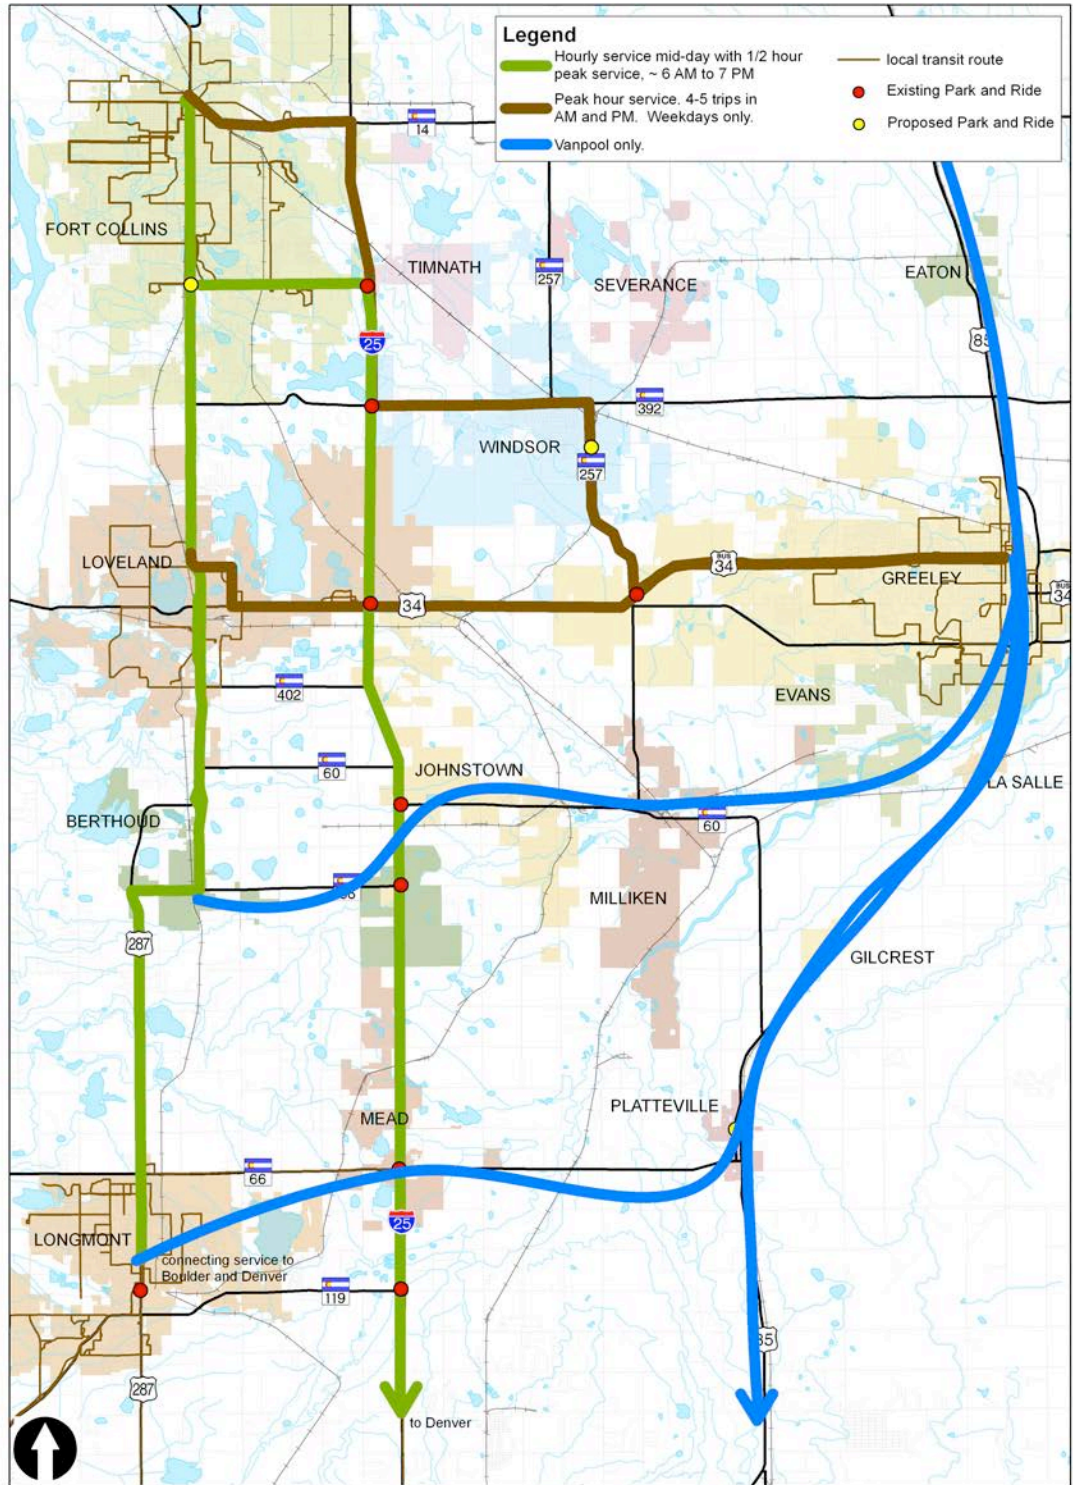 Legend
Hourly service mid-day with 1/2 hour
peak service, ~ 6 AM to 7 PM
Peak hour service. 4-5 trips in
AM and PM. Weekdays only.
Vanpool only.
local transit route
Existing Park and Ride
Proposed Park and Ride
14
FORT COLLINS
TIMNATH
257
SEVERANCE
EATON
25
85
392
WINDSOR
257
LOVELAND
BUS
34
GREELEY
BUS
34
34
402
EVANS
60
JOHNSTOWN
LA SALLE
BERTHOUD
60
MILLIKEN
287
GILCREST
PLATTEVILLE
MEAD
66
25
LONGMONT
connecting service to
Boulder and Denver
119
85
287
to Denver